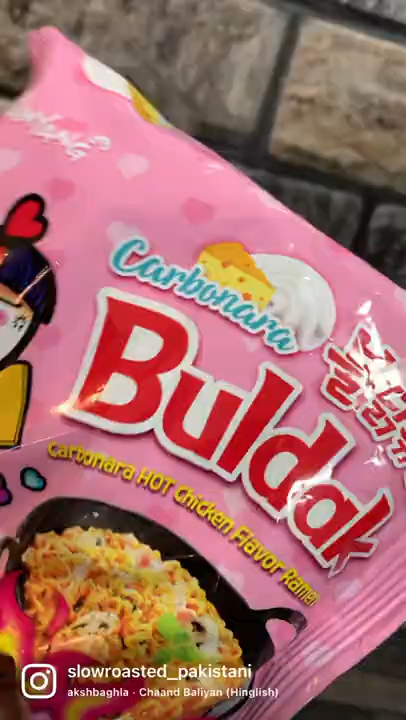 Carbonara
Buldak
Carbonara HOT Chicken Flavor Ramen
slowroasted_pakistani
akshbaghla · Chaand Baliyan (Hinglish)